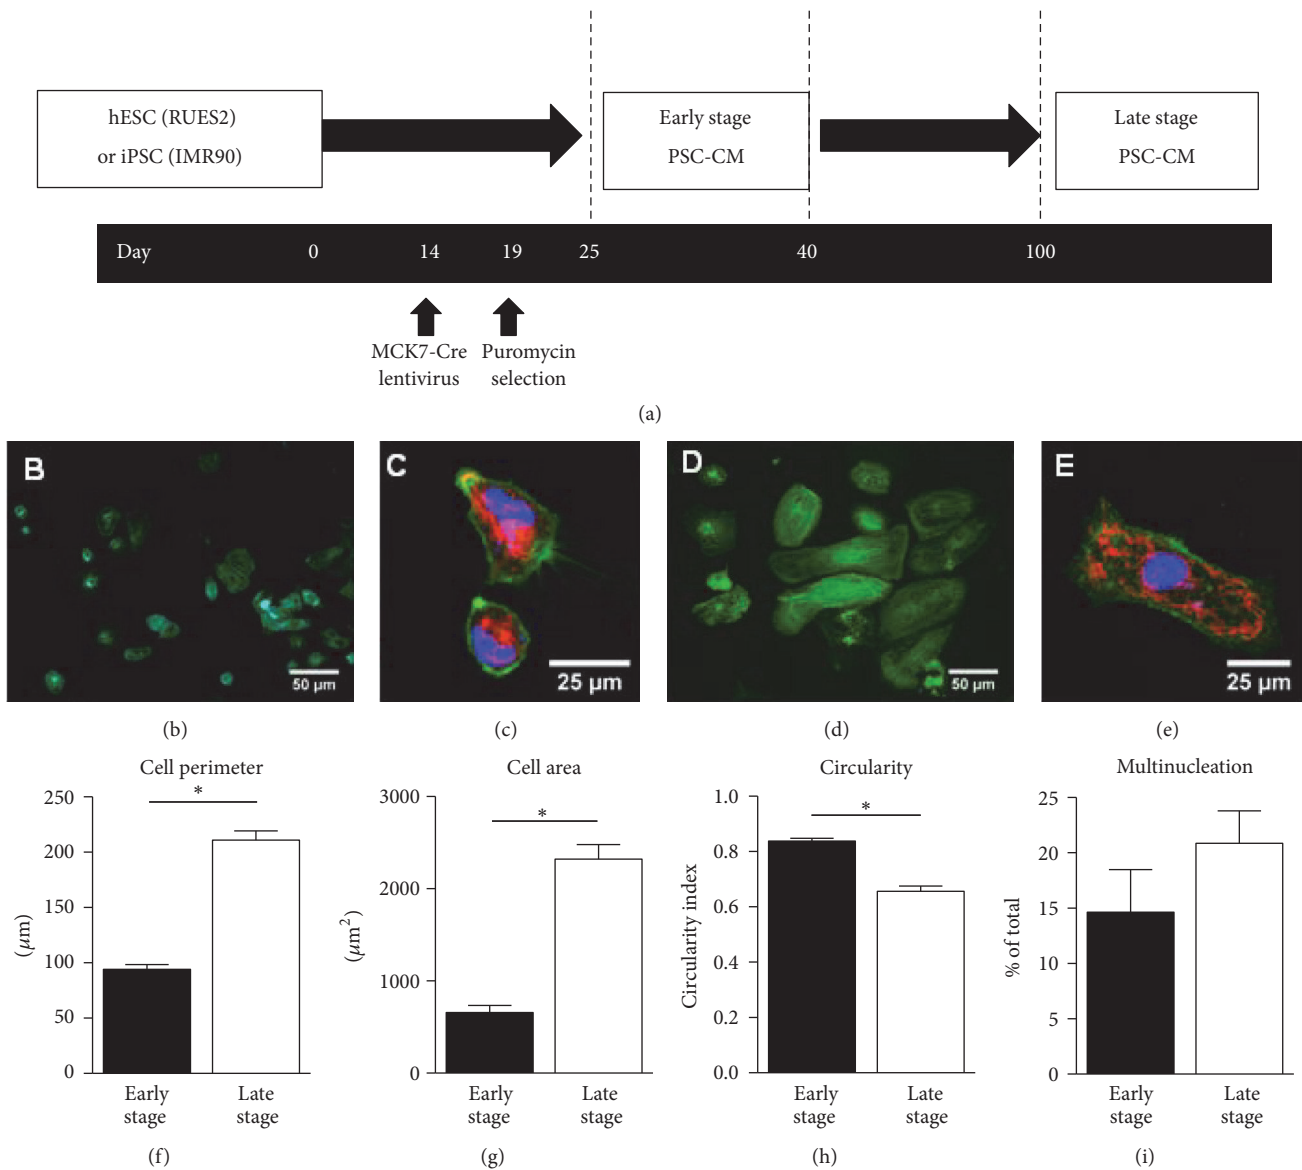 hESC (RUES2)
or iPSC (IMR90)
Early stage
PSC-CM
Late stage
PSC-CM
Day 0 14 19 25 40 100
MCK7-Cre
lentivirus
Puromycin
selection
(a)
B
50 μm
C
25 μm
D
50 μm
E
25 μm
(b)
(c)
(d)
(e)
Cell perimeter
250
200
150
100
50
0
(μm)
*
Early
stage
Late
stage
(f)
Cell area
3000
2000
1000
0
(μm²)
*
Early
stage
Late
stage
(g)
Circularity
1.0
0.8
0.6
0.4
0.2
0.0
Circularity index
*
Early
stage
Late
stage
(h)
Multinucleation
25
20
15
10
5
0
% of total
Early
stage
Late
stage
(i)